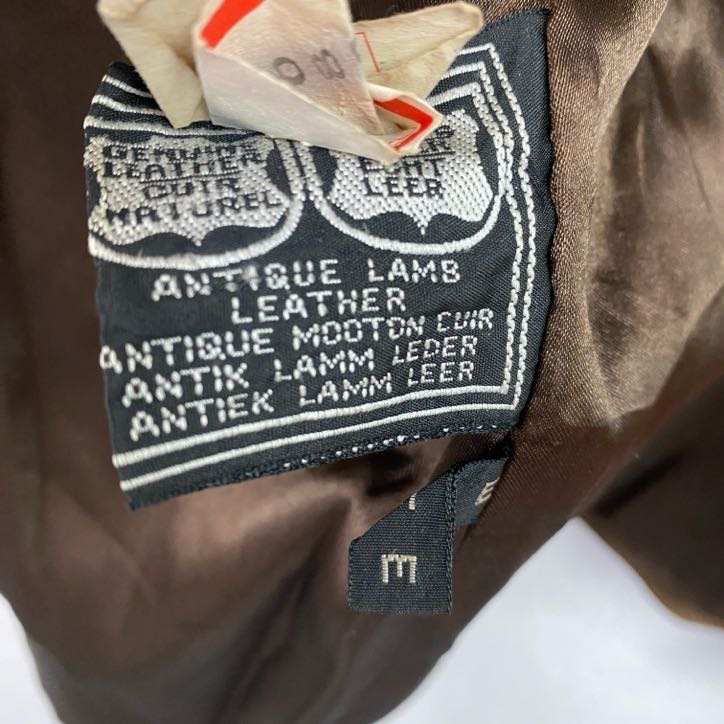 GENUINE
LEATHER
CUIR
NATUREL
LEER
ANTIQUE LAMB
LEATHER
ANTIQUE MOOTON CUIR
ANTIK LAMM LEDER
ANTIEK LAMM LEER
E